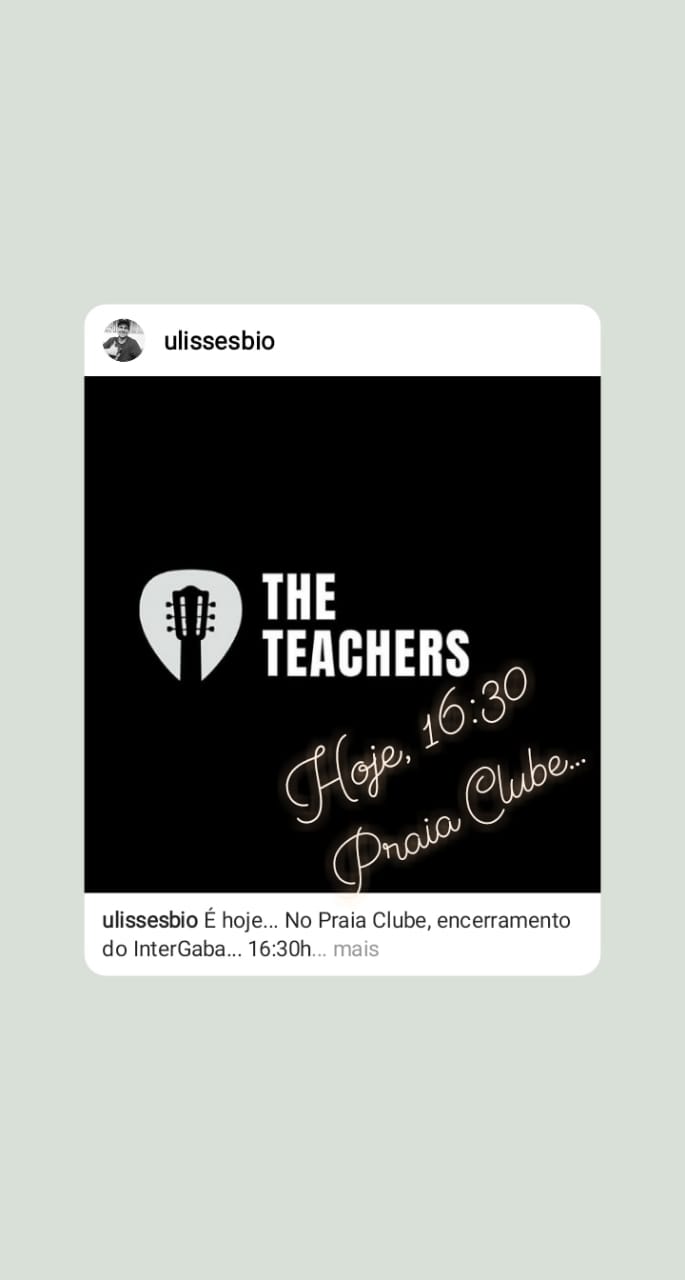 ulissesbio
THE
TEACHERS
Hoje, 16:30
Praia Clube...
ulissesbio É hoje... No Praia Clube, encerramento
do InterGaba... 16:30h... mais